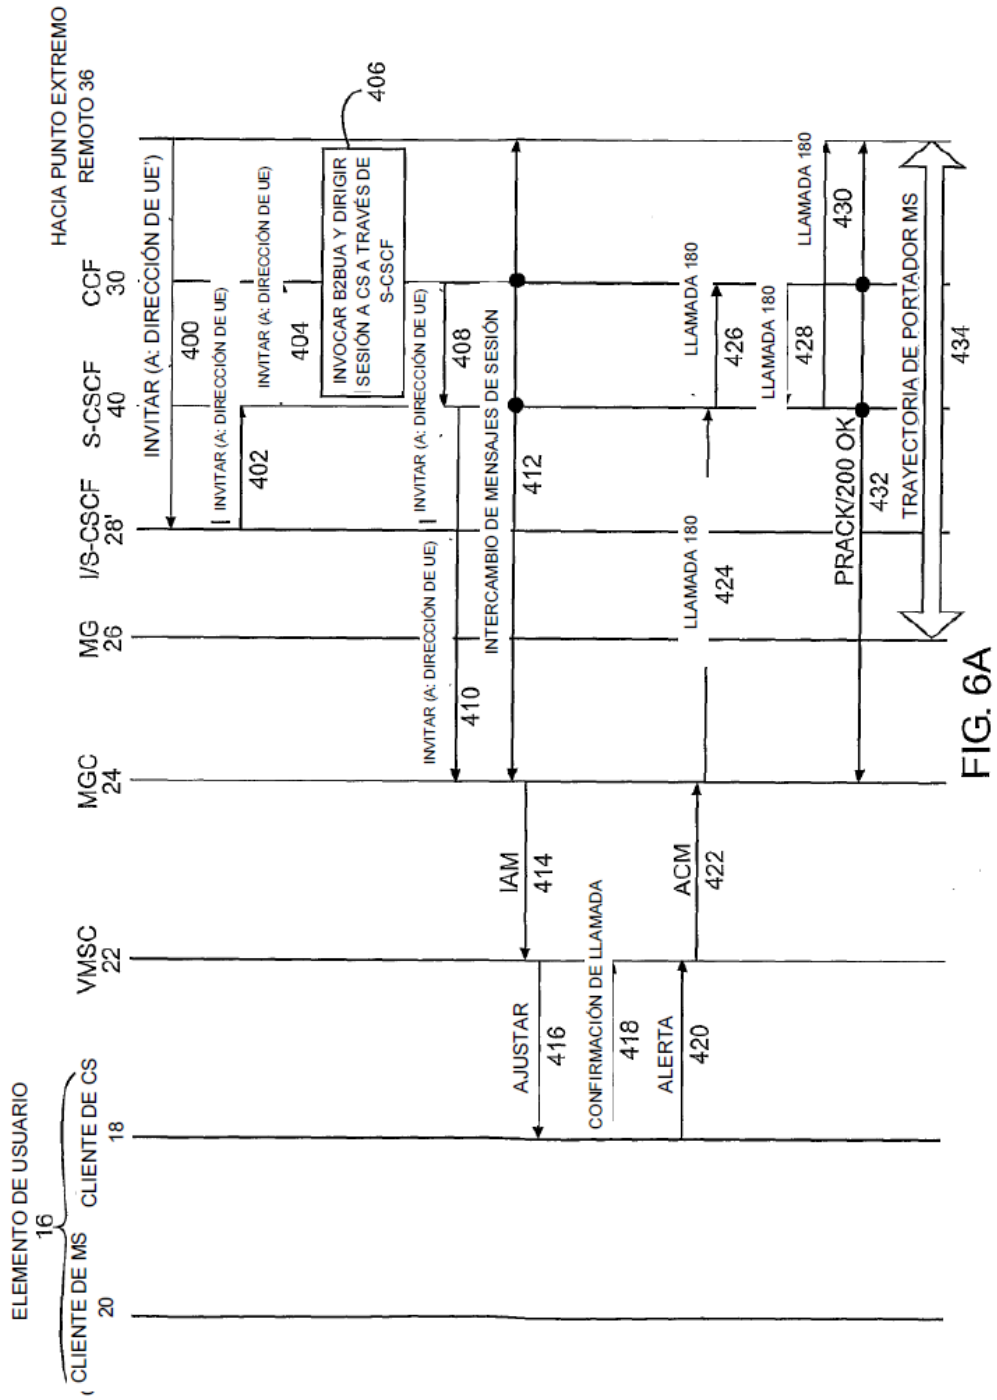 ELEMENTO DE USUARIO
16
CLIENTE DE MS
20
CLIENTE DE CS
18
VMSC
22
MGC
24
MG
26
I/S-CSCF
28'
S-CSCF
40
CCF
30
HACIA PUNTO EXTREMO
REMOTO 36
INVITAR (A: DIRECCIÓN DE UE')
400
INVITAR (A: DIRECCIÓN DE UE)
402
INVITAR (A: DIRECCIÓN DE UE)
404
INVOCAR B2BUA Y DIRIGIR
SESIÓN A CS A TRAVÉS DE
S-CSCF
406
INVITAR (A: DIRECCIÓN DE UE)
408
INVITAR (A: DIRECCIÓN DE UE)
410
INTERCAMBIO DE MENSAJES DE SESIÓN
412
IAM
414
AJUSTAR
416
CONFIRMACIÓN DE LLAMADA
418
ALERTA
420
ACM
422
LLAMADA 180
424
LLAMADA 180
426
LLAMADA 180
428
LLAMADA 180
430
PRACK/200 OK
432
TRAYECTORIA DE PORTADOR MS
434
FIG. 6A